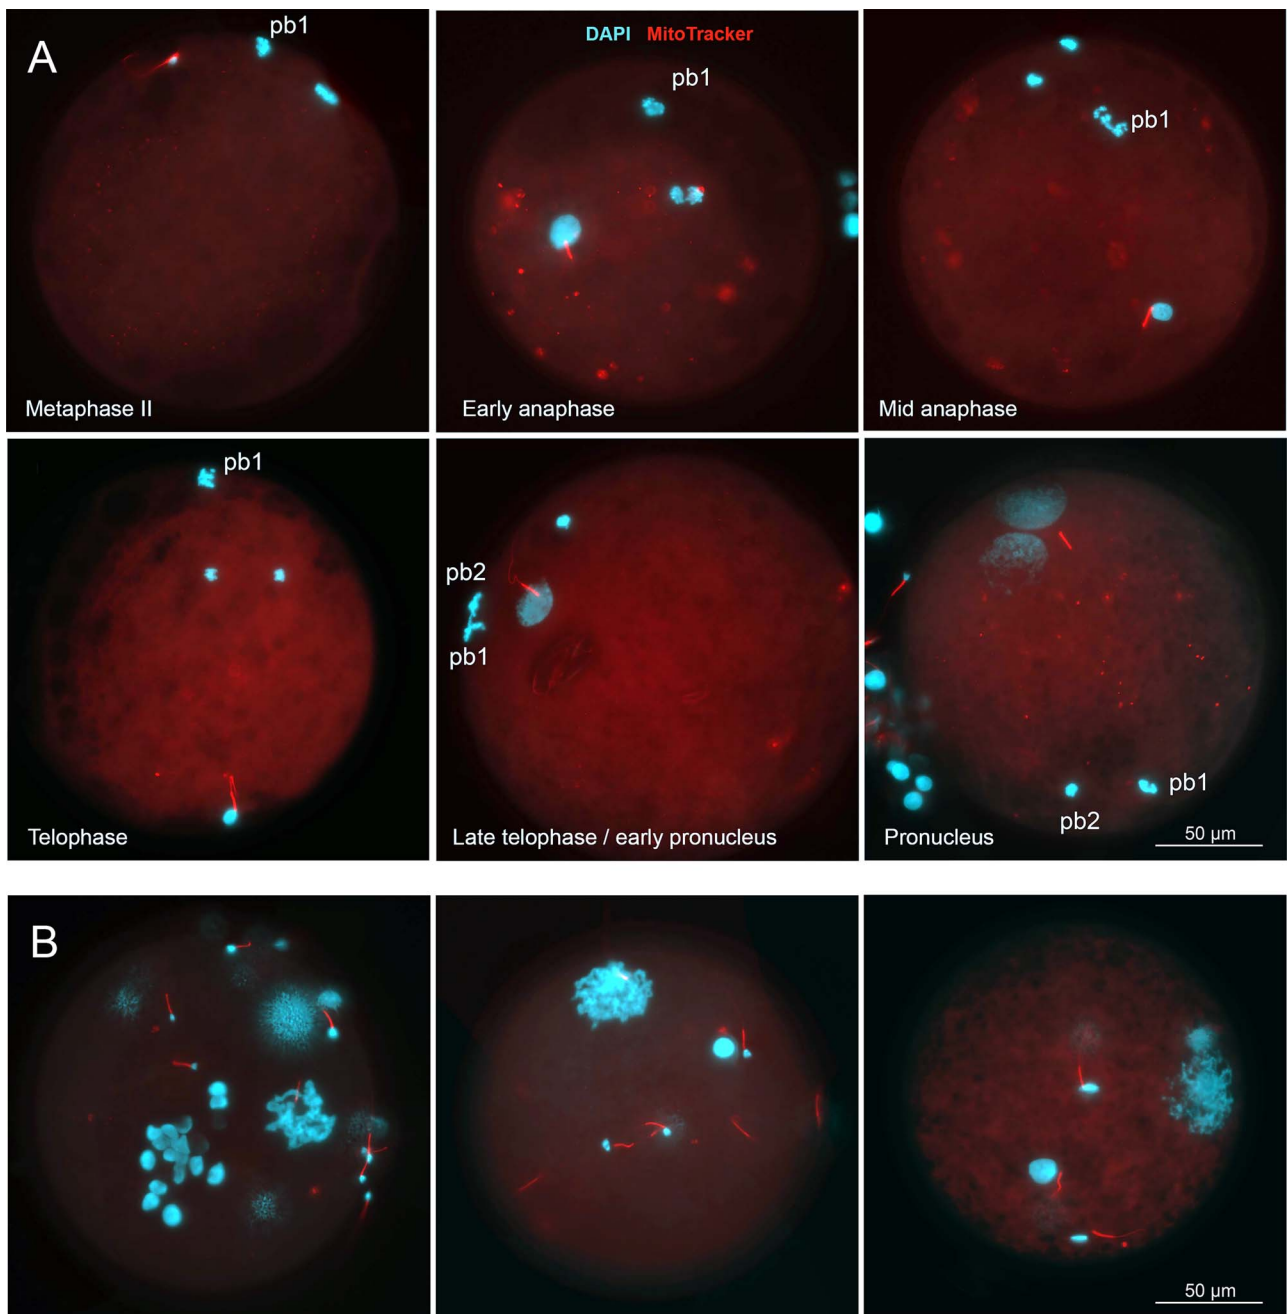 A
pb1
Metaphase II
DAPI MitoTracker
pb1
Early anaphase
pb1
Mid anaphase
pb1
Telophase
pb2
pb1
Late telophase / early pronucleus
pb1
pb2
Pronucleus
50 µm
B
50 µm